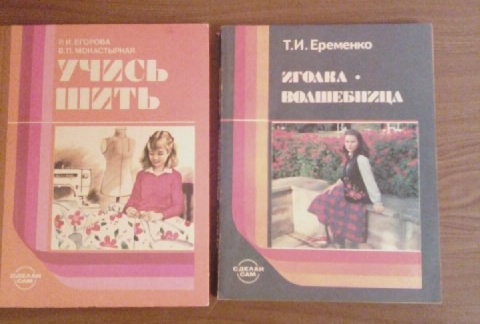 Р. И. ЕГОРОВА
В. П. МОНАСТЫРНАЯ
УЧИСЬ
ШИТЬ
СДЕЛАЙ
САМ
Т.И. Еременко
ИГОЛКА •
ВОЛШЕБНИЦА
СДЕЛАЙ
САМ